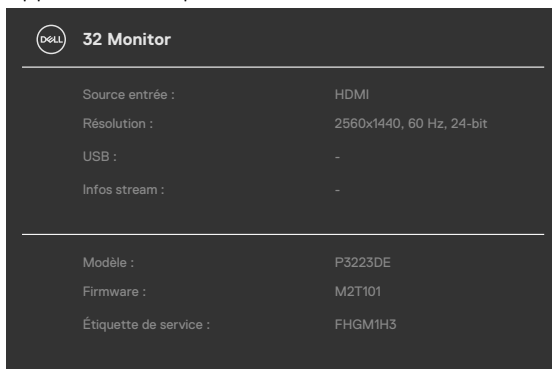 DELL
32 Monitor
Source entrée : HDMI
Résolution : 2560x1440, 60 Hz, 24-bit
USB : -
Infos stream : -
Modèle : P3223DE
Firmware : M2T101
Étiquette de service : FHGM1H3